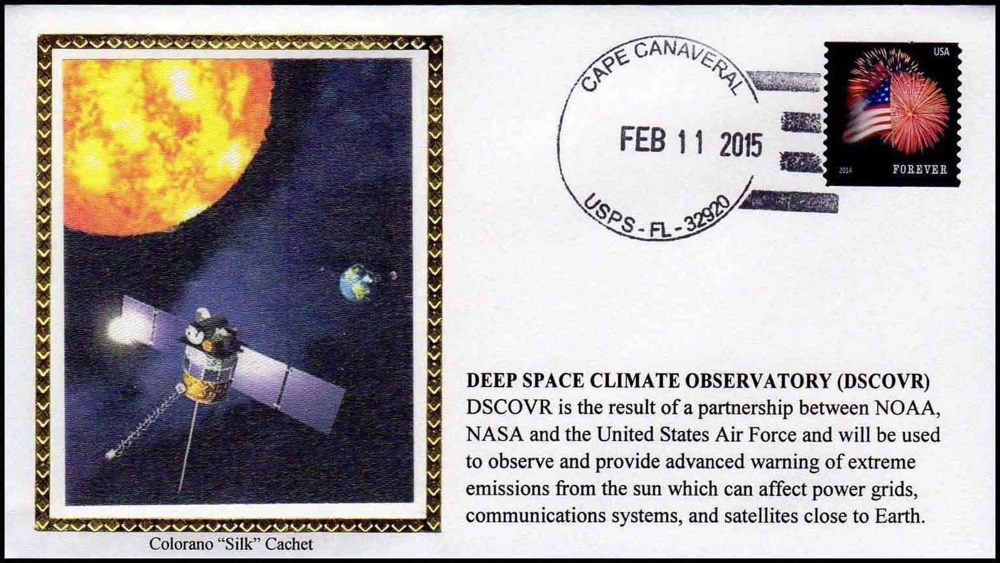 CAPE CANAVERAL
FEB 11 2015
USPS - FL - 32920
USA
2014
FOREVER
DEEP SPACE CLIMATE OBSERVATORY (DSCOVR)
DSCOVR is the result of a partnership between NOAA,
NASA and the United States Air Force and will be used
to observe and provide advanced warning of extreme
emissions from the sun which can affect power grids,
communications systems, and satellites close to Earth.
Colorano “Silk” Cachet